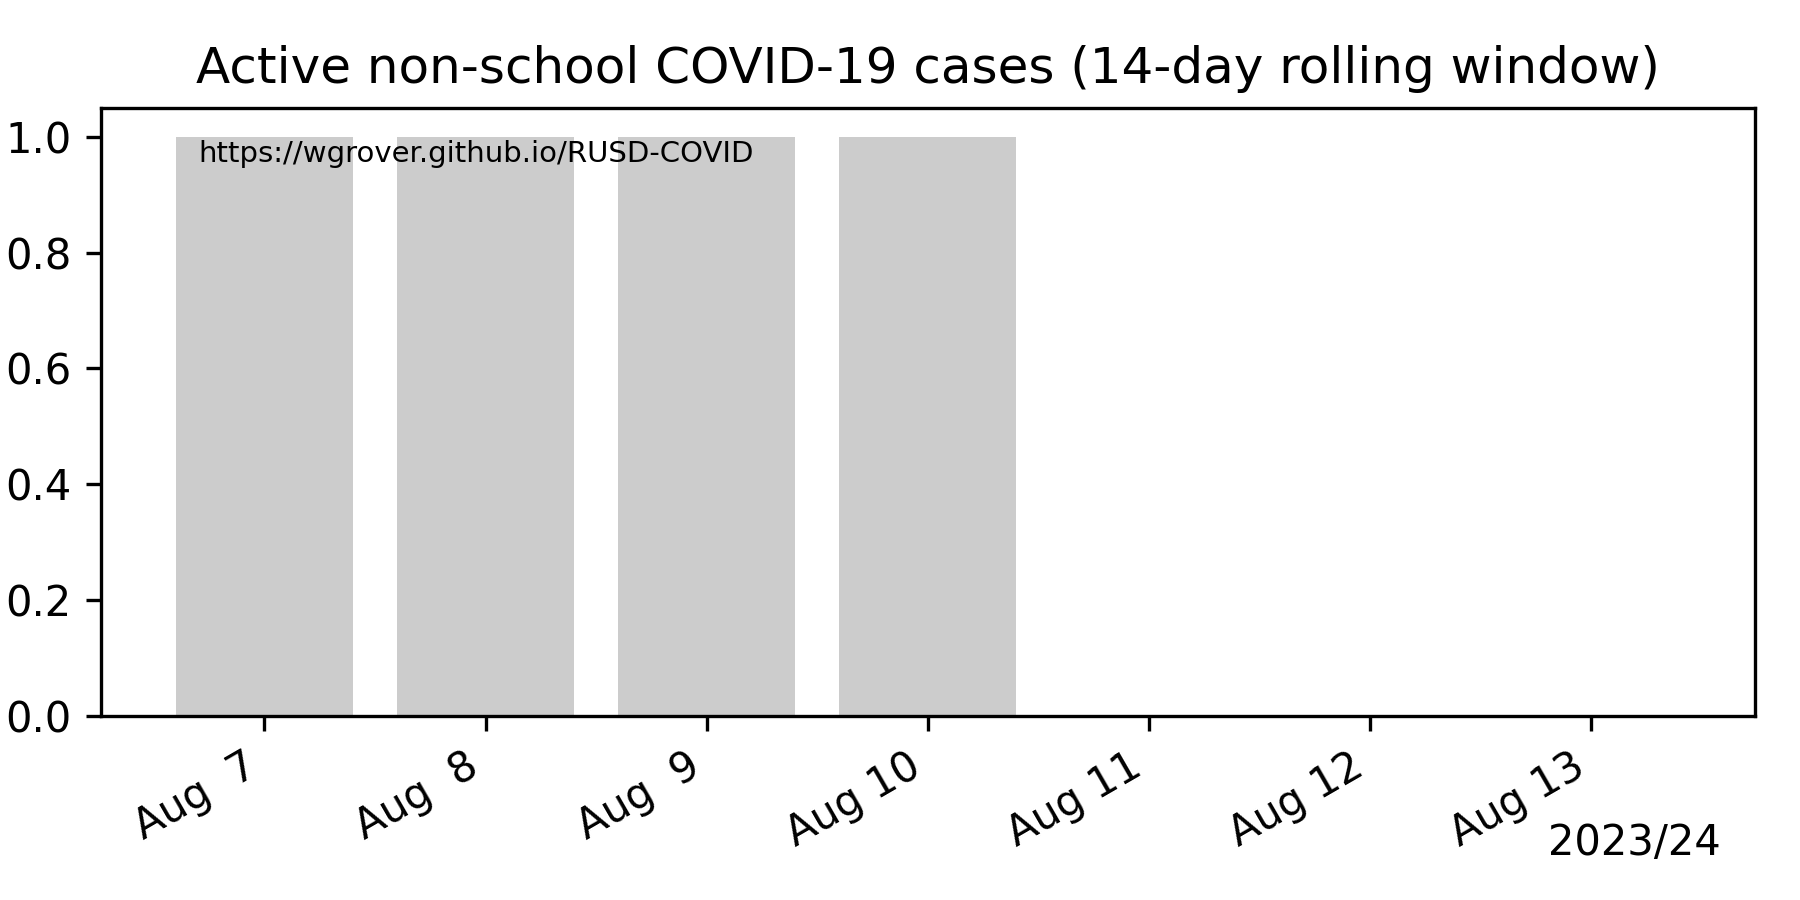 Active non-school COVID-19 cases (14-day rolling window)
1.0
https://wgrover.github.io/RUSD-COVID
0.8
0.6
0.4
0.2
0.0
Aug 7
Aug 8
Aug 9
Aug 10
Aug 11
Aug 12
Aug 13
2023/24